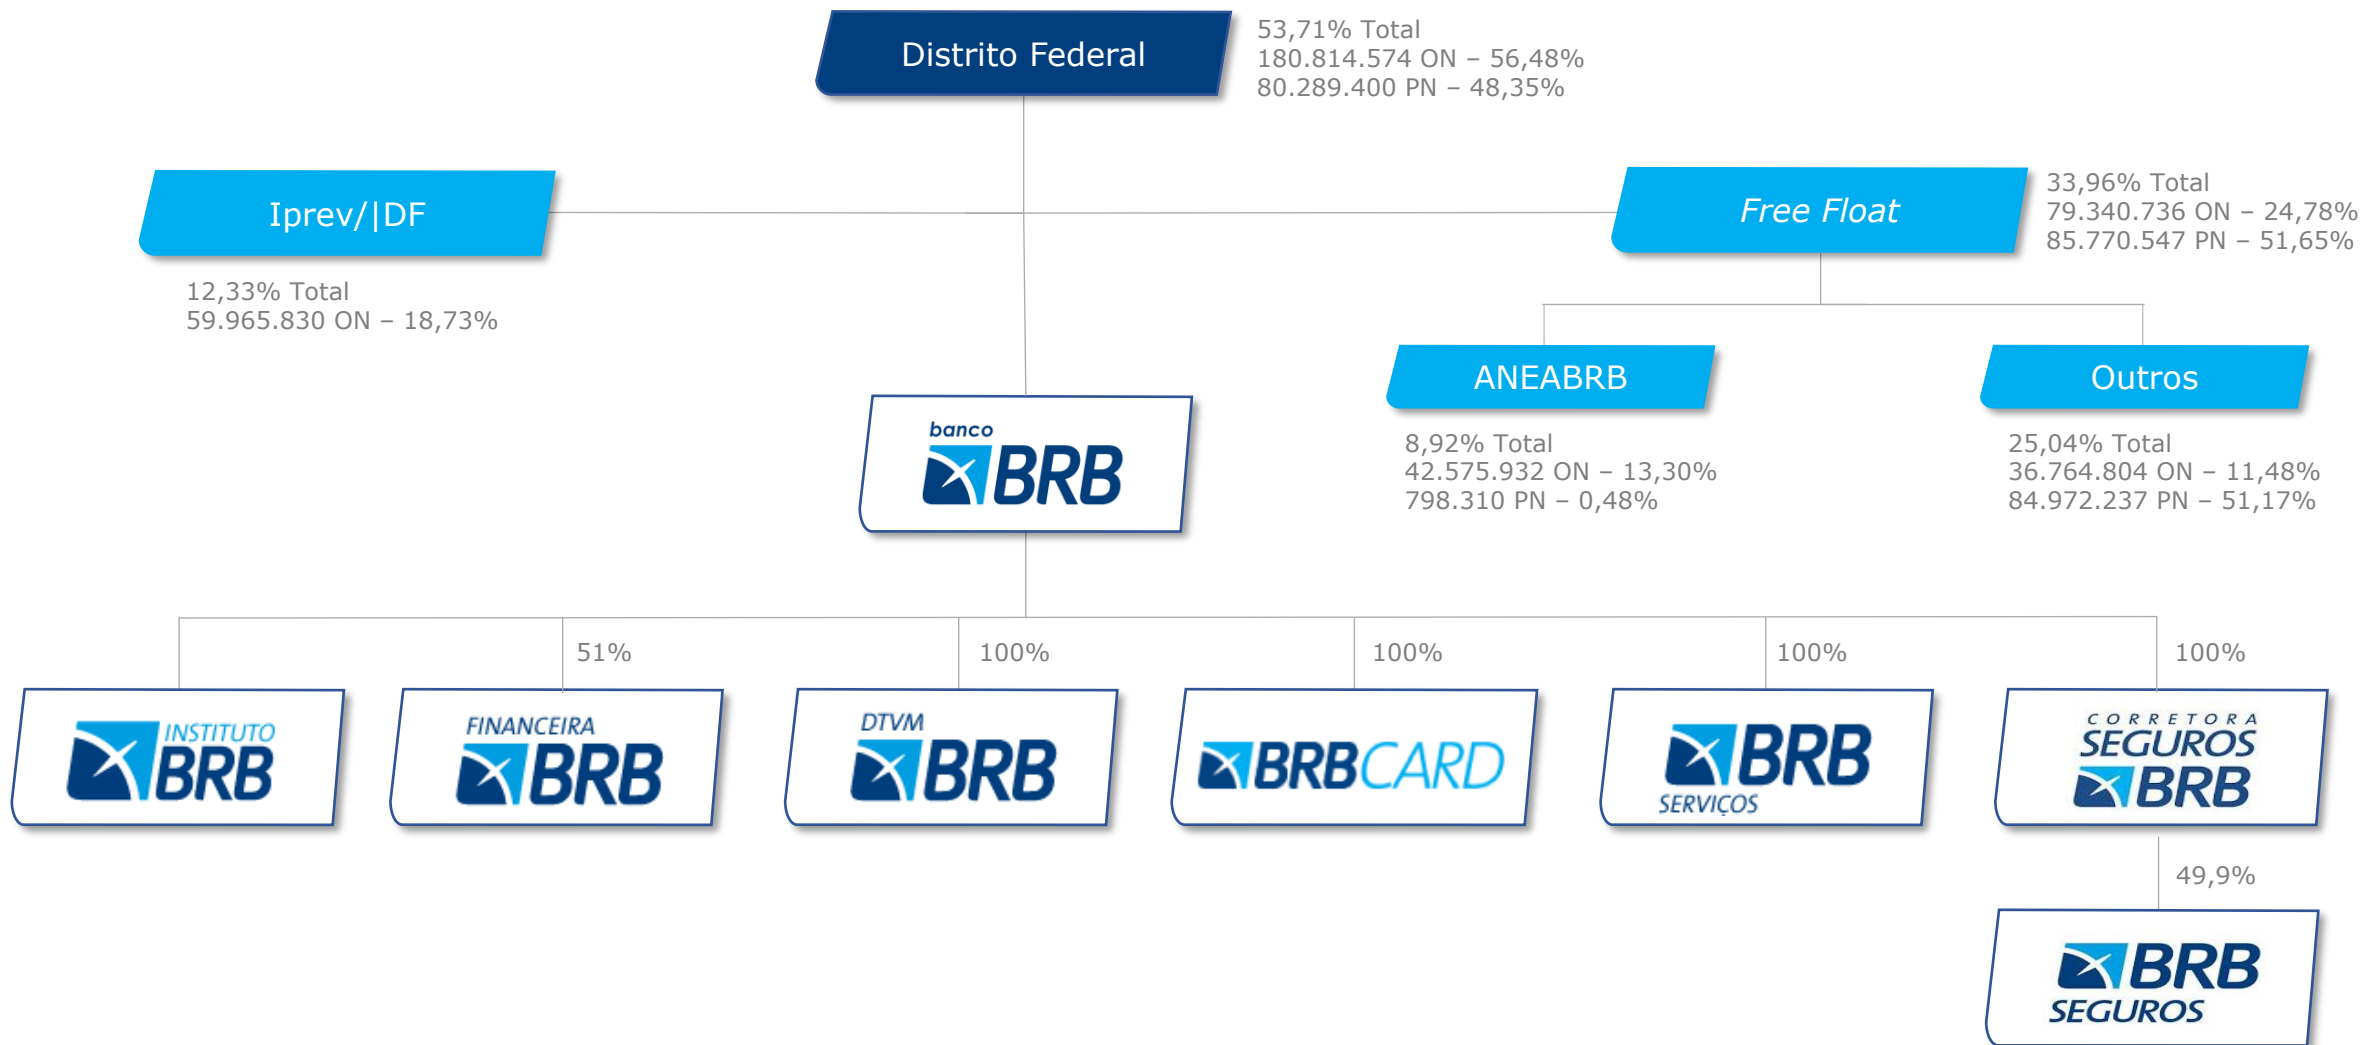 Distrito Federal
53,71% Total
180.814.574 ON – 56,48%
80.289.400 PN – 48,35%
Iprev/|DF
12,33% Total
59.965.830 ON – 18,73%
Free Float
33,96% Total
79.340.736 ON – 24,78%
85.770.547 PN – 51,65%
ANEABRB
8,92% Total
42.575.932 ON – 13,30%
798.310 PN – 0,48%
Outros
25,04% Total
36.764.804 ON – 11,48%
84.972.237 PN – 51,17%
banco
BRB
51%
100%
100%
100%
100%
INSTITUTO
BRB
FINANCEIRA
BRB
DTVM
BRB
BRBCARD
BRB
SERVIÇOS
CORRETORA
SEGUROS
BRB
49,9%
BRB
SEGUROS